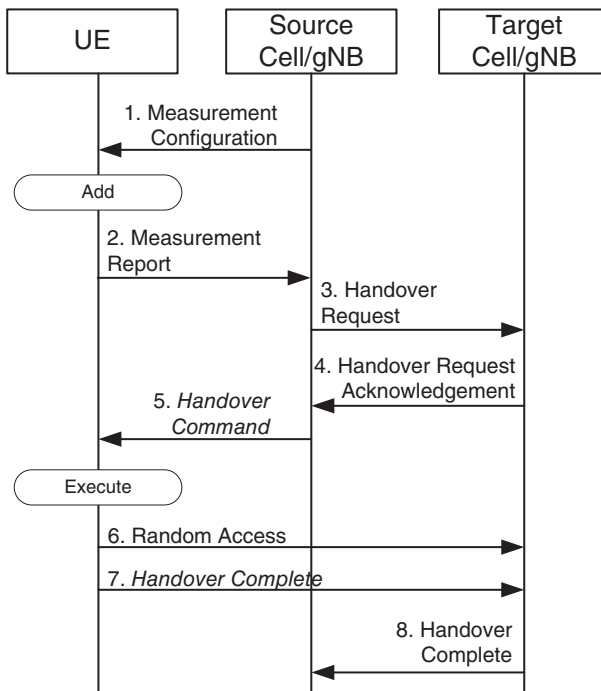 UE
Source
Cell/gNB
Target
Cell/gNB
1. Measurement
Configuration
Add
2. Measurement
Report
3. Handover
Request
4. Handover Request
Acknowledgement
5. Handover
Command
Execute
6. Random Access
7. Handover Complete
8. Handover
Complete